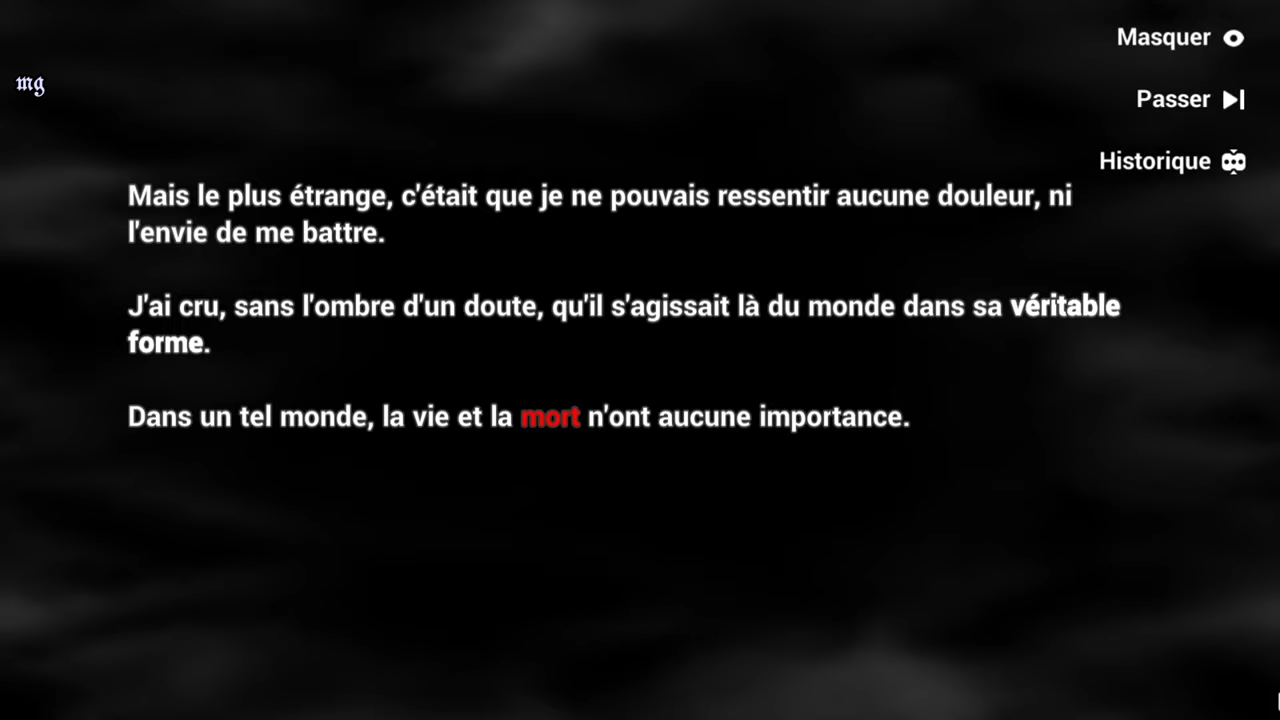 Masquer
mg
Passer
Historique
Mais le plus étrange, c'était que je ne pouvais ressentir aucune douleur, ni
l'envie de me battre.
J'ai cru, sans l'ombre d'un doute, qu'il s'agissait là du monde dans sa véritable
forme.
Dans un tel monde, la vie et la mort n'ont aucune importance.